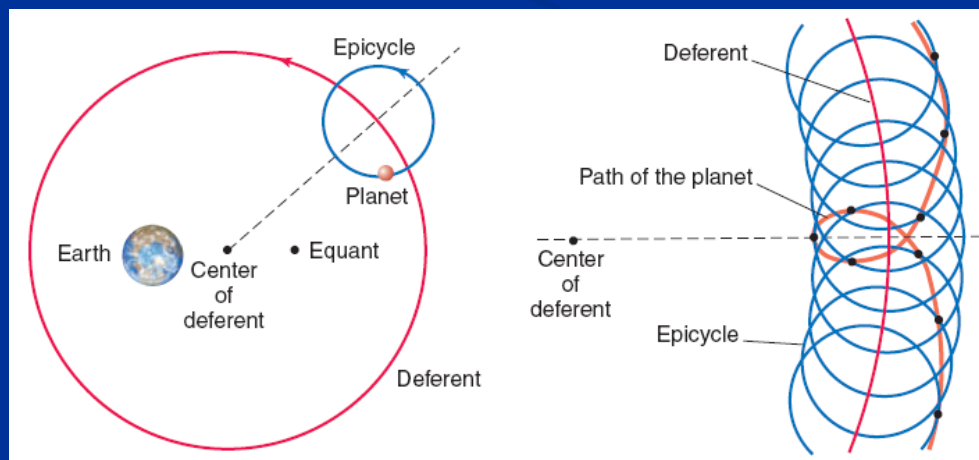 Epicycle
Planet
Earth
Center
of
deferent
Equant
Deferent
Deferent
Path of the planet
Center
of
deferent
Epicycle